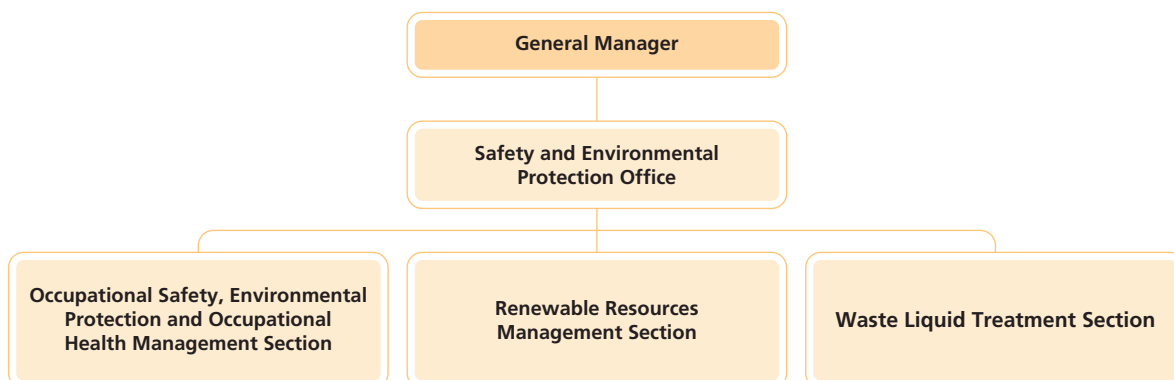 General Manager
Safety and Environmental
Protection Office
Occupational Safety, Environmental
Protection and Occupational
Health Management Section
Renewable Resources
Management Section
Waste Liquid Treatment Section